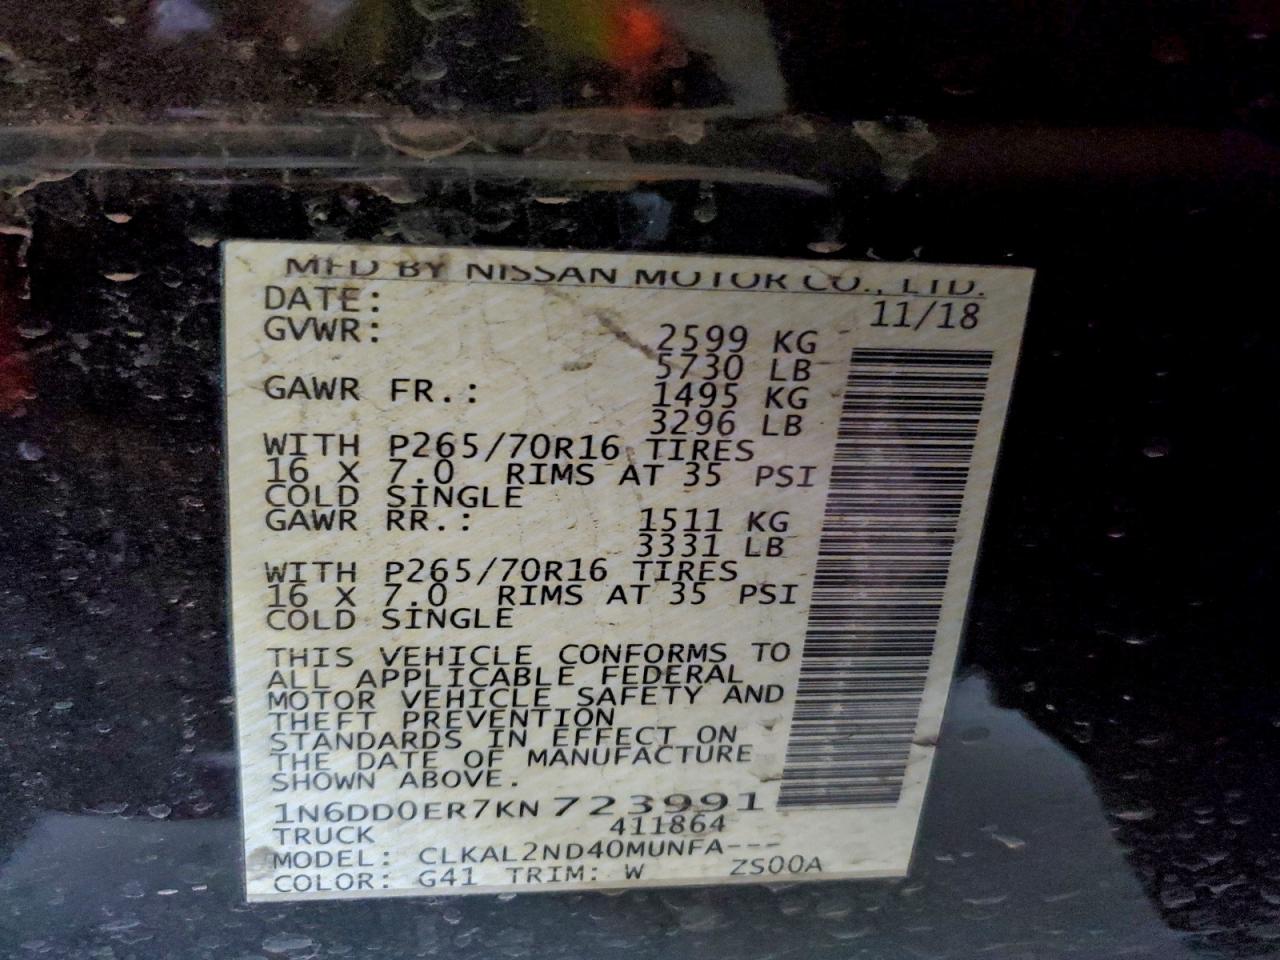 MFD BY NISSAN MOTOR CO., LTD.
DATE: 11/18
GVWR: 2599 KG
5730 LB
GAWR FR.: 1495 KG
3296 LB
WITH P265/70R16 TIRES
16 X 7.0 RIMS AT 35 PSI
COLD SINGLE
GAWR RR.: 1511 KG
3331 LB
WITH P265/70R16 TIRES
16 X 7.0 RIMS AT 35 PSI
COLD SINGLE
THIS VEHICLE CONFORMS TO
ALL APPLICABLE FEDERAL
MOTOR VEHICLE SAFETY AND
THEFT PREVENTION
STANDARDS IN EFFECT ON
THE DATE OF MANUFACTURE
SHOWN ABOVE.
1N6DD0ER7KN723991
TRUCK 411864
MODEL: CLKAL2ND40MUNFA---
COLOR: G41 TRIM: W ZS00A